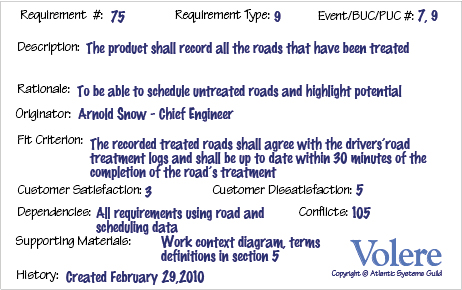 Requirement #: 75 Requirement Type: 9 Event/BUC/PUC #: 7, 9
Description: The product shall record all the roads that have been treated
Rationale: To be able to schedule untreated roads and highlight potential
Originator: Arnold Snow - Chief Engineer
Fit Criterion: The recorded treated roads shall agree with the drivers'road
treatment logs and shall be up to date within 30 minutes of the
completion of the road's treatment
Customer Satisfaction: 3 Customer Dissatisfaction: 5
Dependencies: All requirements using road and Conflicts: 105
scheduling data
Supporting Materials: Work context diagram, terms
definitions in section 5
Volere
Copyright © Atlantic Systems Guild
History: Created February 29,2010